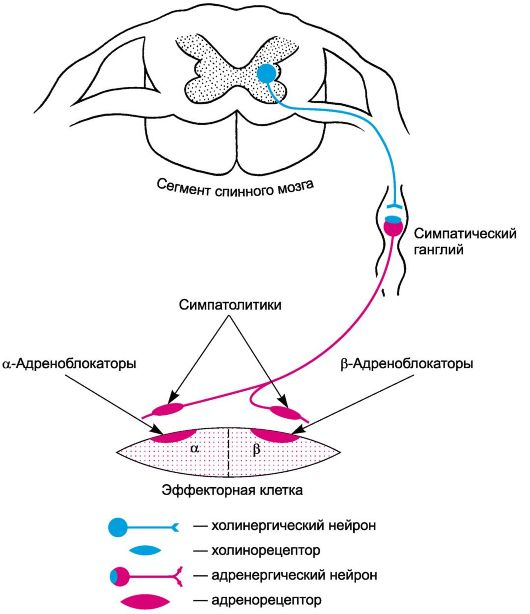 Сегмент спинного мозга
Симпатический
ганглий
Симпатолитики
α-Адреноблокаторы
β-Адреноблокаторы
α
β
Эффекторная клетка
— холинергический нейрон
— холинорецептор
— адренергический нейрон
— адренорецептор